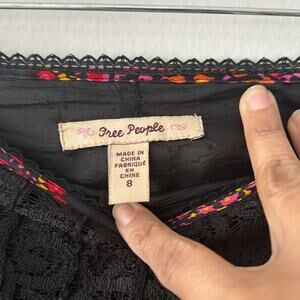 Free People
MADE IN
CHINA
FABRIQUÉ
EN
CHINE
8